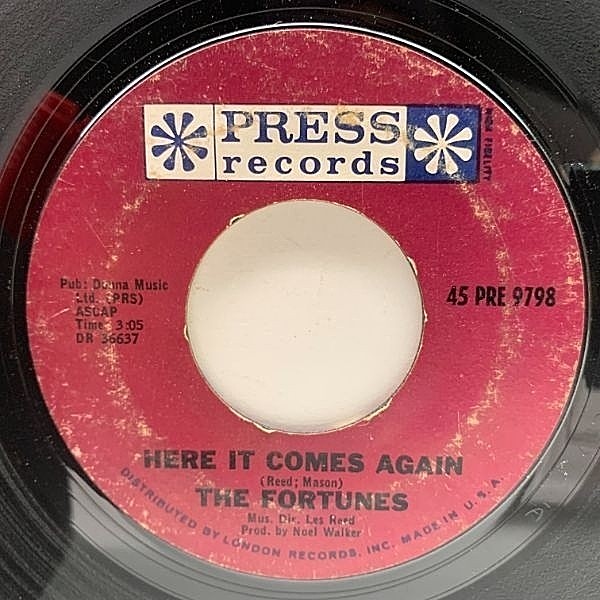 PRESS
records
HIGH FIDELITY
Pub: Donna Music
Ltd. (PRS)
ASCAP
Time 3:05
DR 36637
45 PRE 9798
HERE IT COMES AGAIN
(Reed; Mason)
THE FORTUNES
Mus. Dir. Les Reed
Prod. by Noel Walker
DISTRIBUTED BY LONDON RECORDS, INC. MADE IN U.S.A.